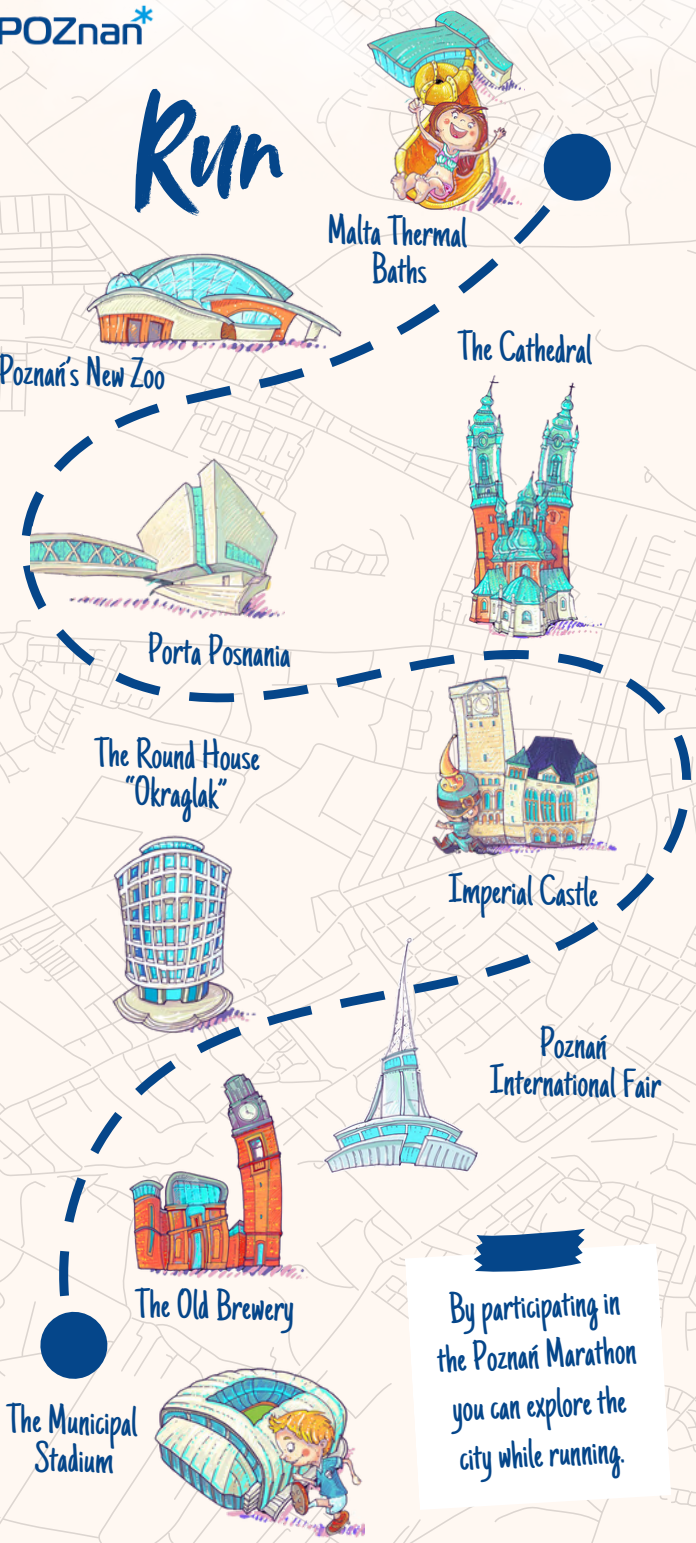 POZnan*
Run
Malta Thermal
Baths
Poznań's New Zoo
The Cathedral
Porta Posnania
The Round House
“Okraglak”
Imperial Castle
Poznań
International Fair
The Old Brewery
The Municipal
Stadium
By participating in
the Poznań Marathon
you can explore the
city while running.